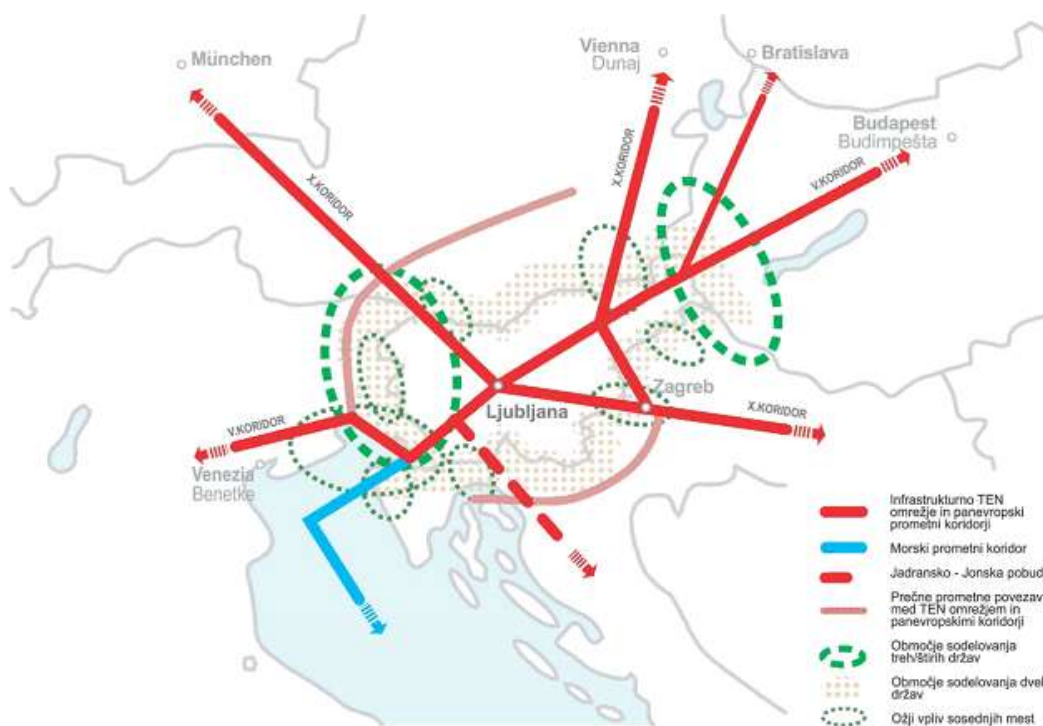 München
Vienna
Dunaj
Bratislava
Budapest
Budimpešta
X.KORIDOR
X.KORIDOR
V.KORIDOR
Ljubljana
Zagreb
X.KORIDOR
V.KORIDOR
Venezia
Benetke
Infrastrukturno TEN
omrežje in panevropski
prometni koridorji
Morski prometni koridor
Jadransko - Jonska pobud
Prečne prometne povezav
med TEN omrežjem in
panevropskimi koridorji
Območje sodelovanja
treh/štirih držav
Območje sodelovanja dveh
držav
Ožji vpliv sosednjih mest